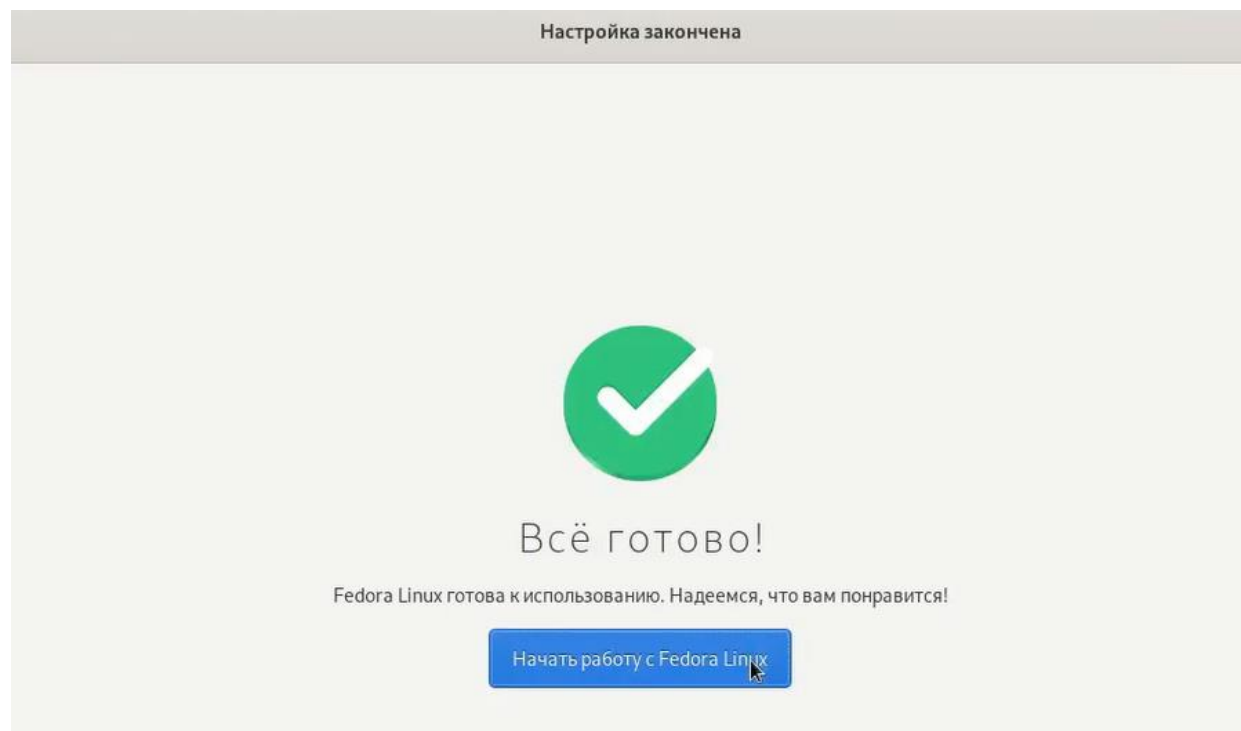 Настройка закончена
Всё готово!
Fedora Linux готова к использованию. Надеемся, что вам понравится!
Начать работу с Fedora Linux